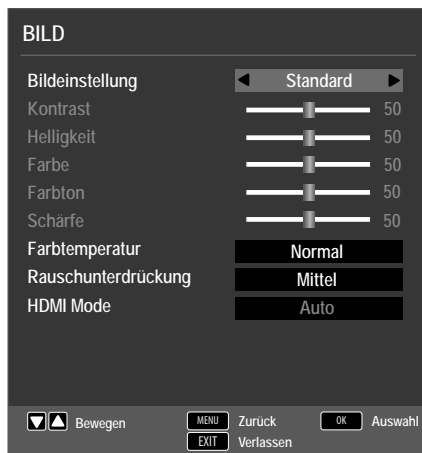 BILD
Bildeinstellung Standard
Kontrast 50
Helligkeit 50
Farbe 50
Farbton 50
Schärfe 50
Farbtemperatur Normal
Rauschunterdrückung Mittel
HDMI Mode Auto
Bewegen MENU Zurück OK Auswahl
EXIT Verlassen